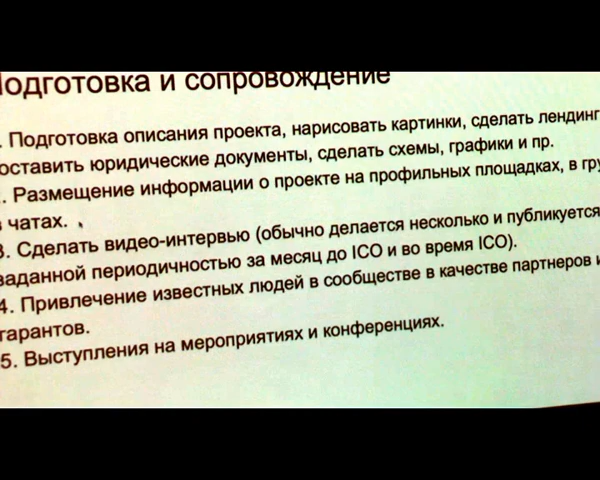 Подготовка и сопровождение
. Подготовка описания проекта, нарисовать картинки, сделать лендинг
оставить юридические документы, сделать схемы, графики и пр.
. Размещение информации о проекте на профильных площадках, в гру
в чатах.
3. Сделать видео-интервью (обычно делается несколько и публикуется
заданной периодичностью за месяц до ICO и во время ICO).
4. Привлечение известных людей в сообществе в качестве партнеров и
гарантов.
5. Выступления на мероприятиях и конференциях.